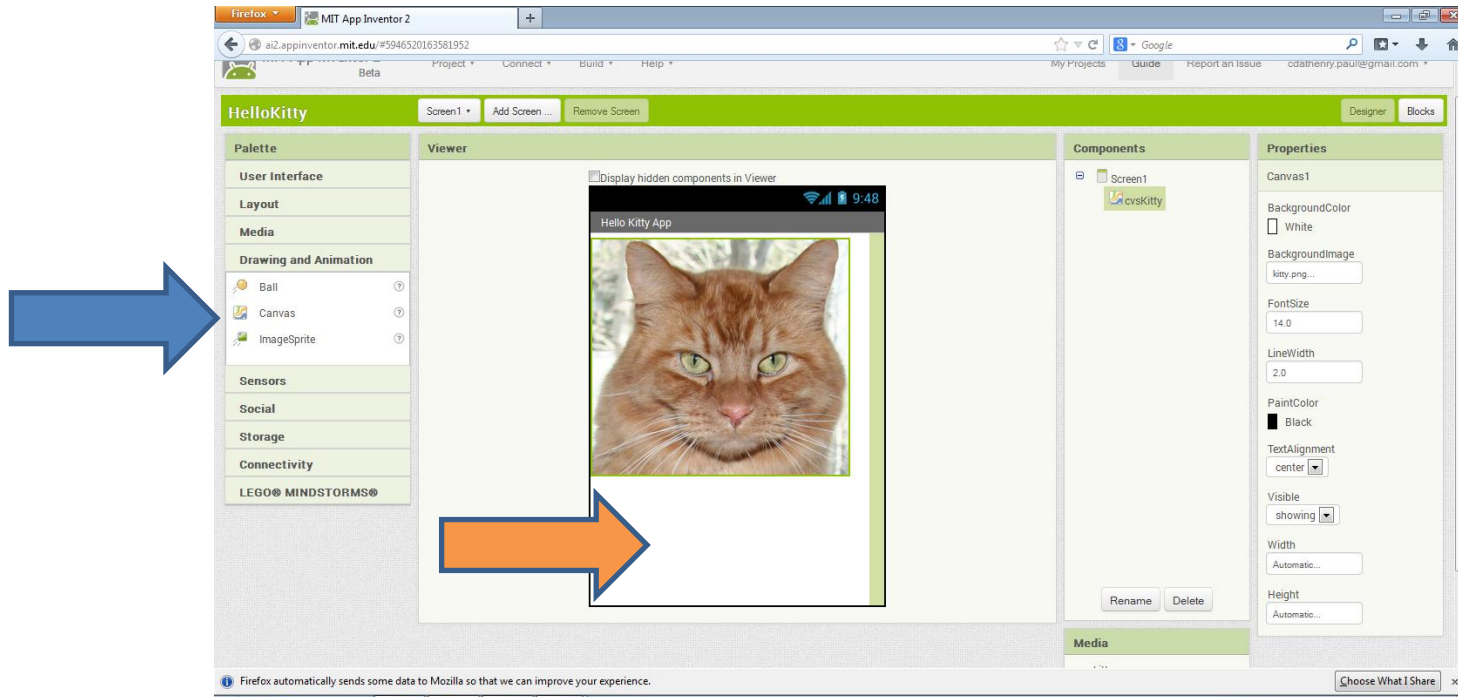 Firefox
MIT App Inventor 2
ai2.appinventor.mit.edu/#5946520163581952
Google
Beta
Project
Connect
Build
Help
My Projects
Guide
Report an Issue
cdathenry.paul@gmail.com
HelloKitty
Screen1
Add Screen ...
Remove Screen
Designer
Blocks
Palette
User Interface
Layout
Media
Drawing and Animation
Ball
Canvas
ImageSprite
Sensors
Social
Storage
Connectivity
LEGO® MINDSTORMS®
Viewer
Display hidden components in Viewer
9:48
Hello Kitty App
Components
Screen1
cvsKitty
Rename
Delete
Media
Properties
Canvas1
BackgroundColor
White
BackgroundImage
kitty.png...
FontSize
14.0
LineWidth
2.0
PaintColor
Black
TextAlignment
center
Visible
showing
Width
Automatic...
Height
Automatic...
Firefox automatically sends some data to Mozilla so that we can improve your experience.
Choose What I Share